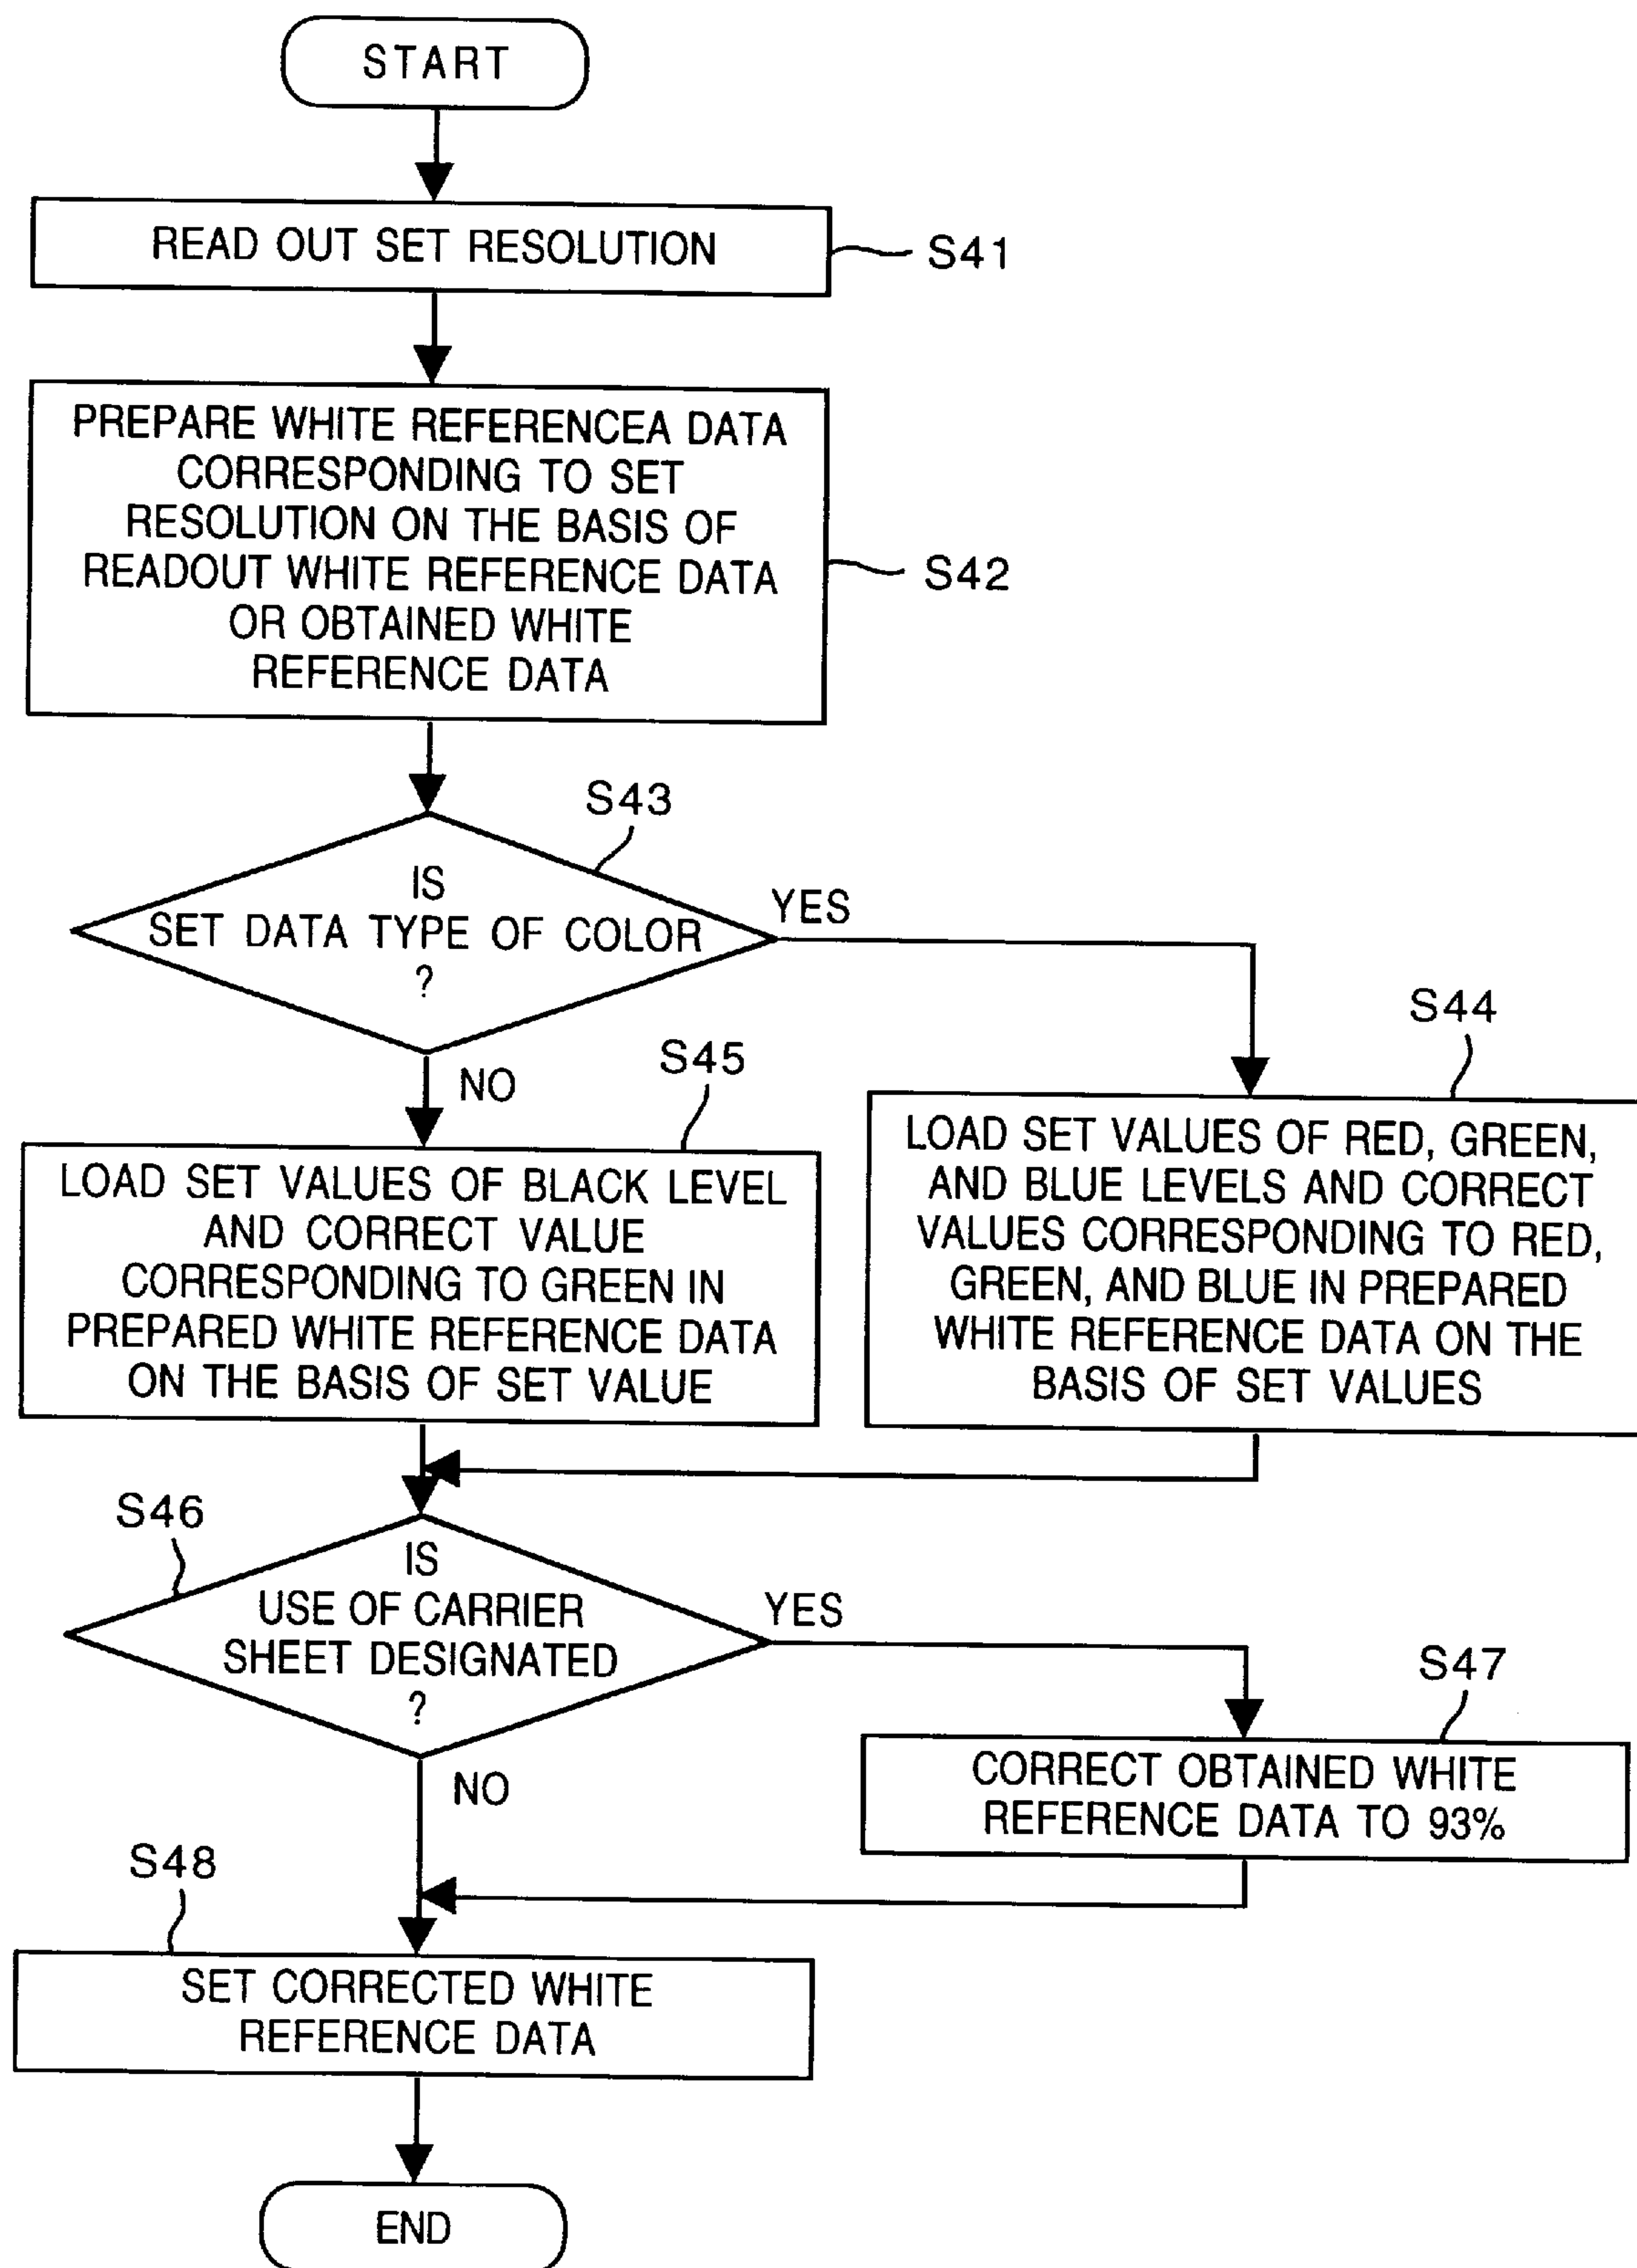 START
READ OUT SET RESOLUTION
S41
PREPARE WHITE REFERENCEA DATA
CORRESPONDING TO SET
RESOLUTION ON THE BASIS OF
READOUT WHITE REFERENCE DATA
OR OBTAINED WHITE
REFERENCE DATA
S42
S43
IS
SET DATA TYPE OF COLOR
?
YES
NO
S44
LOAD SET VALUES OF RED, GREEN,
AND BLUE LEVELS AND CORRECT
VALUES CORRESPONDING TO RED,
GREEN, AND BLUE IN PREPARED
WHITE REFERENCE DATA ON THE
BASIS OF SET VALUES
S45
LOAD SET VALUES OF BLACK LEVEL
AND CORRECT VALUE
CORRESPONDING TO GREEN IN
PREPARED WHITE REFERENCE DATA
ON THE BASIS OF SET VALUE
S46
IS
USE OF CARRIER
SHEET DESIGNATED
?
YES
NO
S47
CORRECT OBTAINED WHITE
REFERENCE DATA TO 93%
S48
SET CORRECTED WHITE
REFERENCE DATA
END